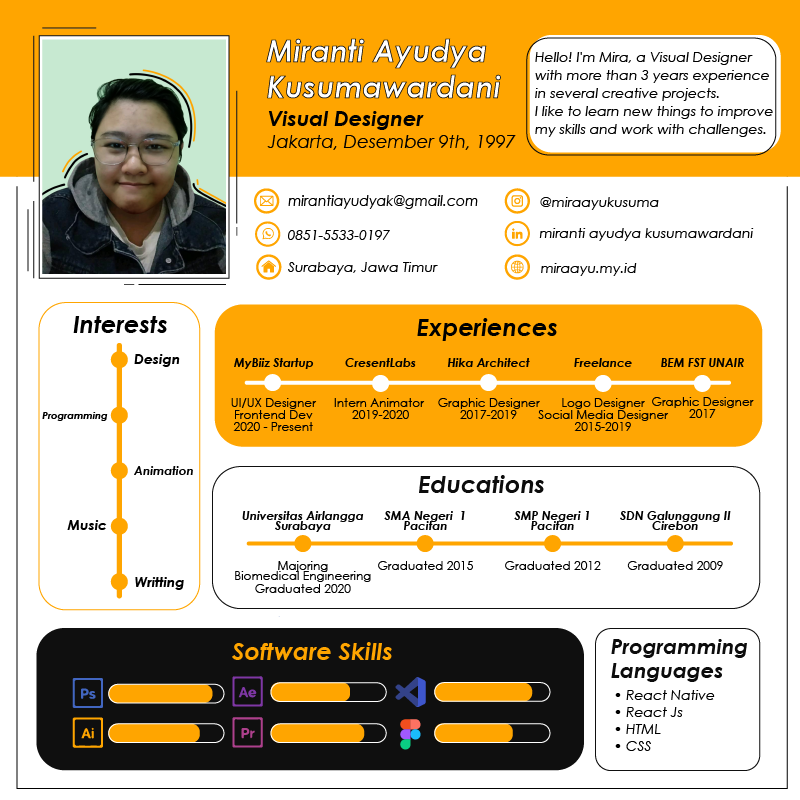 Miranti Ayudya
Kusumawardani
Visual Designer
Jakarta, Desember 9th, 1997
Hello! I'm Mira, a Visual Designer
with more than 3 years experience
in several creative projects.
I like to learn new things to improve
my skills and work with challenges.
mirantiayudyak@gmail.com
@miraayukusuma
0851-5533-0197
miranti ayudya kusumawardani
Surabaya, Jawa Timur
miraayu.my.id
Interests
Design
Programming
Animation
Music
Writting
Experiences
MyBiiz Startup
UI/UX Designer
Frontend Dev
2020 - Present
CresentLabs
Intern Animator
2019-2020
Hika Architect
Graphic Designer
2017-2019
Freelance
Logo Designer
Social Media Designer
2015-2019
BEM FST UNAIR
Graphic Designer
2017
Educations
Universitas Airlangga
Surabaya
Majoring
Biomedical Engineering
Graduated 2020
SMA Negeri 1
Pacitan
Graduated 2015
SMP Negeri 1
Pacitan
Graduated 2012
SDN Galunggung II
Cirebon
Graduated 2009
Software Skills
Ps
Ae
Ai
Pr
Programming
Languages
• React Native
• React Js
• HTML
• CSS